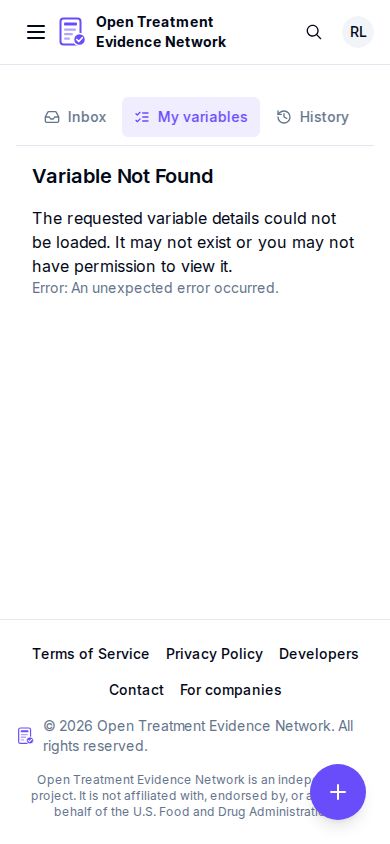 Open Treatment
Evidence Network
RL
Inbox
My variables
History
Variable Not Found
The requested variable details could not
be loaded. It may not exist or you may not
have permission to view it.
Error: An unexpected error occurred.
Terms of Service
Privacy Policy
Developers
Contact
For companies
© 2026 Open Treatment Evidence Network. All
rights reserved.
Open Treatment Evidence Network is an
project. It is not affiliated with, endorsed by, or
behalf of the U.S. Food and Drug